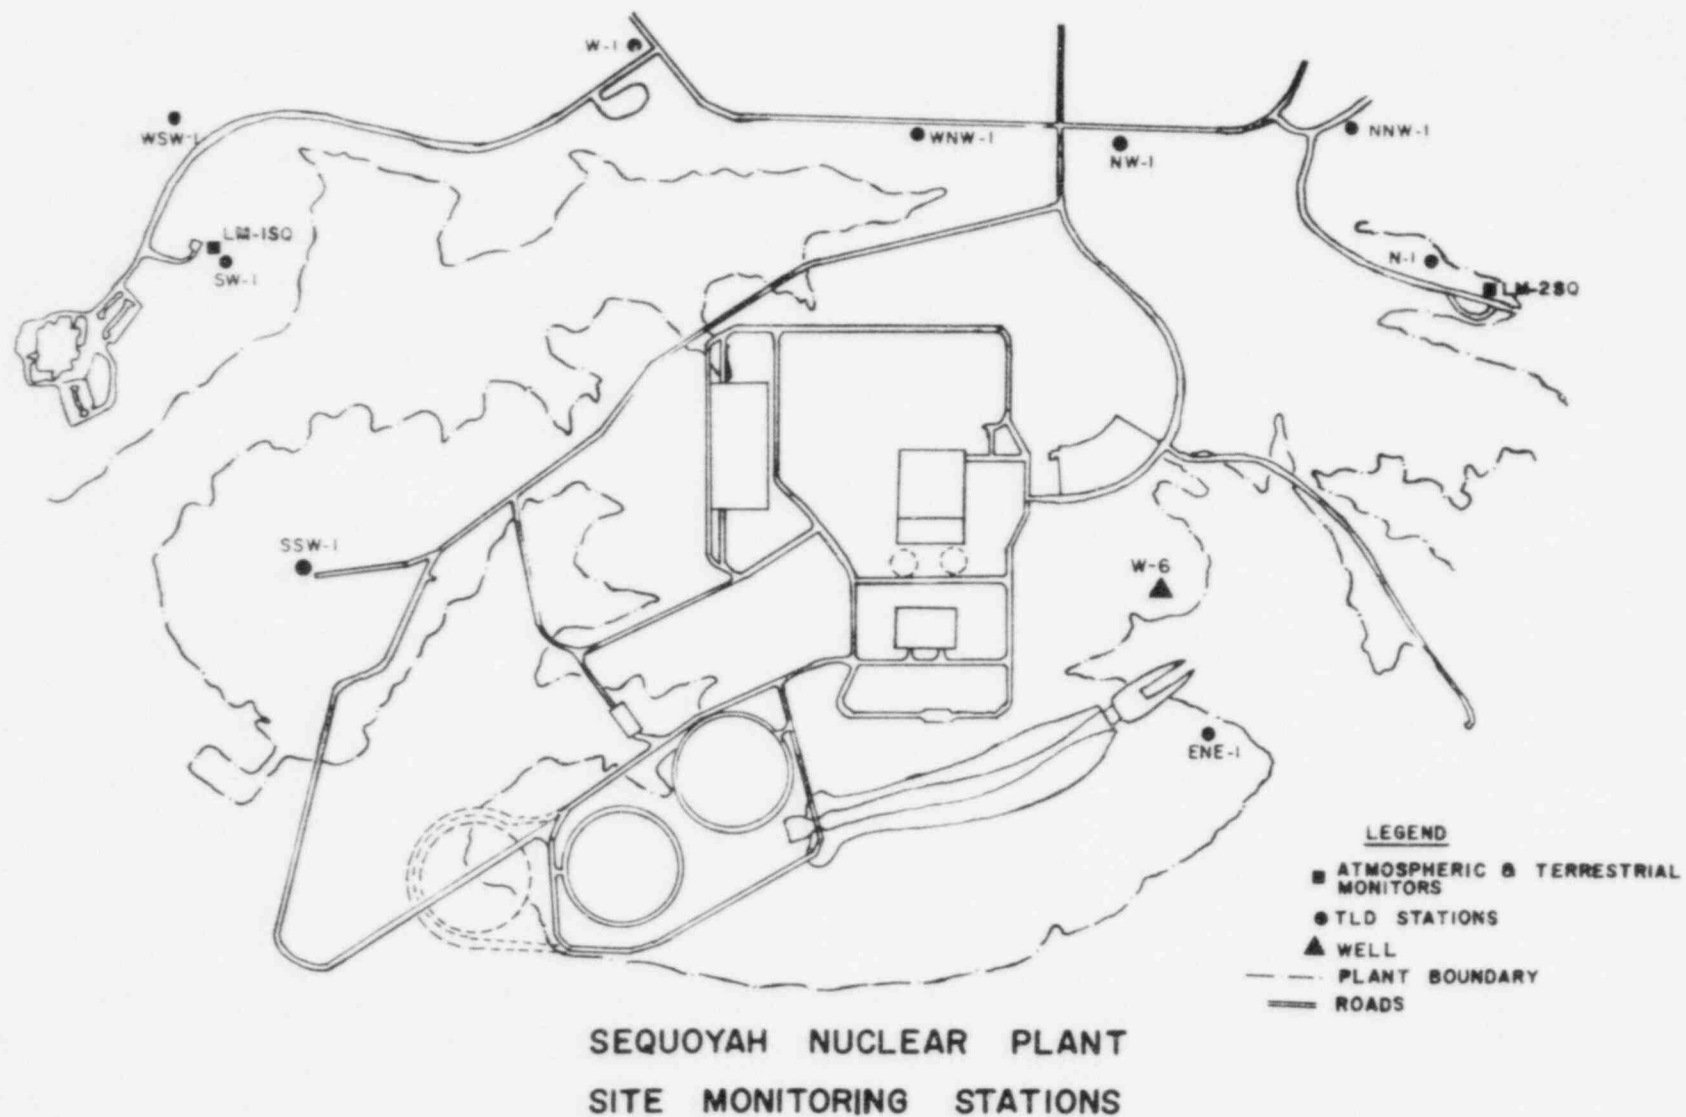 W-1
WSW-1
WNW-1
NW-1
NNW-1
LM-1SQ
SW-1
N-1
LM-2SQ
SSW-1
W-6
ENE-1
LEGEND
ATMOSPHERIC & TERRESTRIAL
MONITORS
TLD STATIONS
WELL
PLANT BOUNDARY
ROADS
SEQUOYAH NUCLEAR PLANT
SITE MONITORING STATIONS